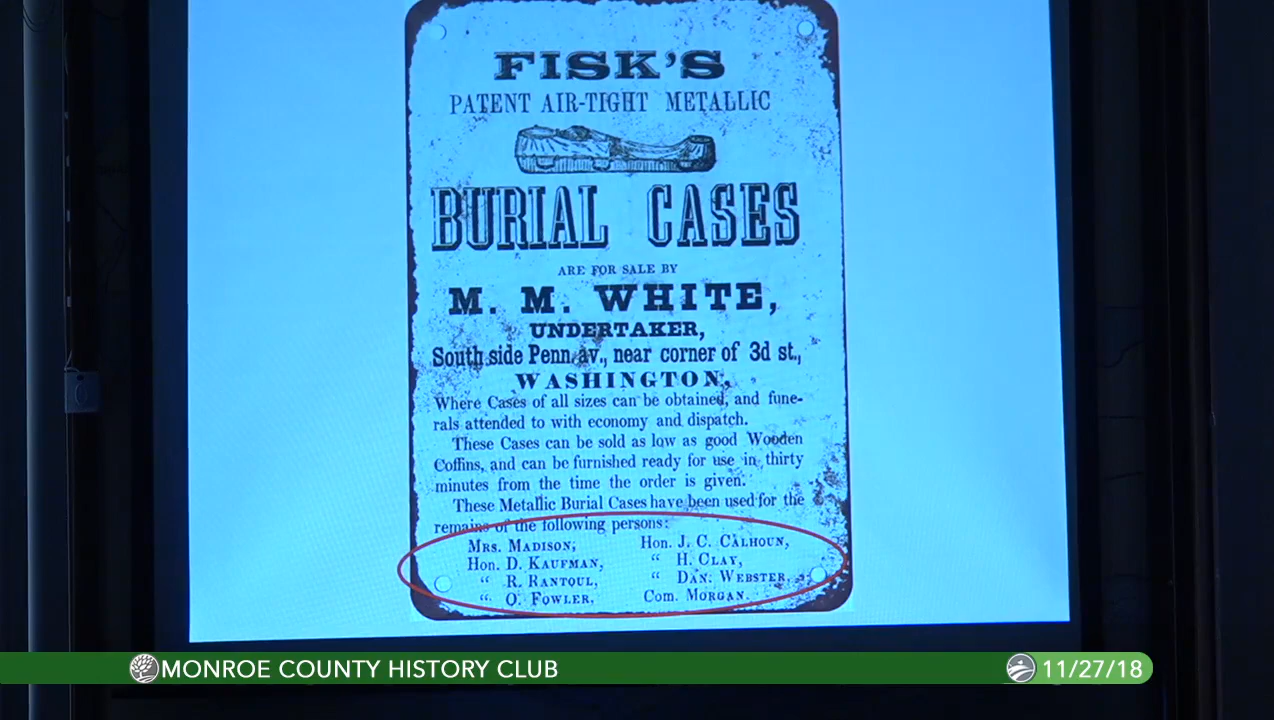 FISK'S
PATENT AIR-TIGHT METALLIC
BURIAL CASES
ARE FOR SALE BY
M. M. WHITE,
UNDERTAKER,
South side Penn. av., near corner of 3d st.,
WASHINGTON,
Where Cases of all sizes can be obtained, and fune-
rals attended to with economy and dispatch.
These Cases can be sold as low as good Wooden
Coffins, and can be furnished ready for use in thirty
minutes from the time the order is given.
These Metallic Burial Cases have been used for the
remains of the following persons:
MRS. MADISON, Hon. J. C. CALHOUN,
Hon. D. KAUFMAN, “ H. CLAY,
“ R. RANTOUL, “ DAN. WEBSTER,
“ O. FOWLER, Com. MORGAN.
MONROE COUNTY HISTORY CLUB 11/27/18